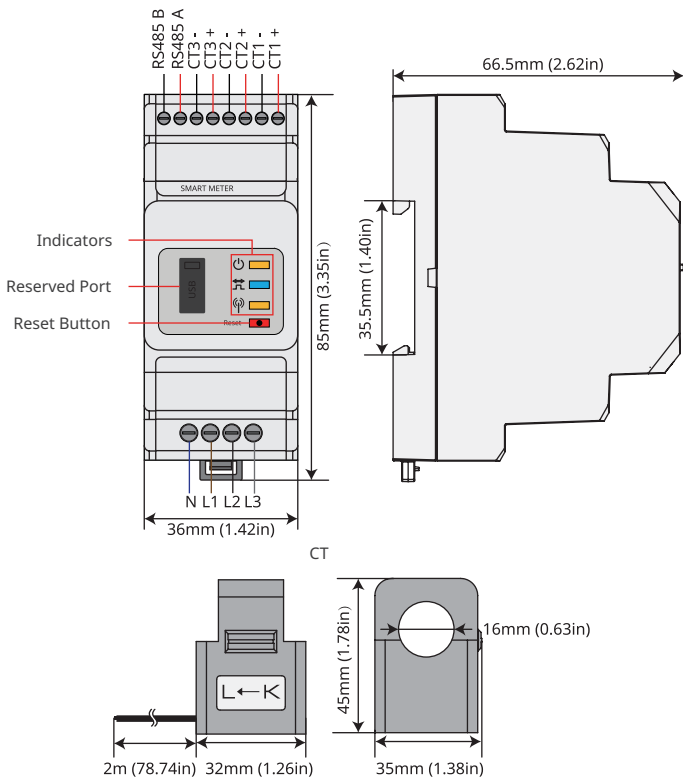 RS485 B
RS485 A
CT3 -
CT3 +
CT2 -
CT2 +
CT1 -
CT1 +
66.5mm (2.62in)
SMART METER
Indicators
Reserved Port
USB
Reset Button
Reset
85mm (3.35in)
35.5mm (1.40in)
N L1 L2 L3
36mm (1.42in)
CT
L←K
45mm (1.78in)
16mm (0.63in)
2m (78.74in)
32mm (1.26in)
35mm (1.38in)